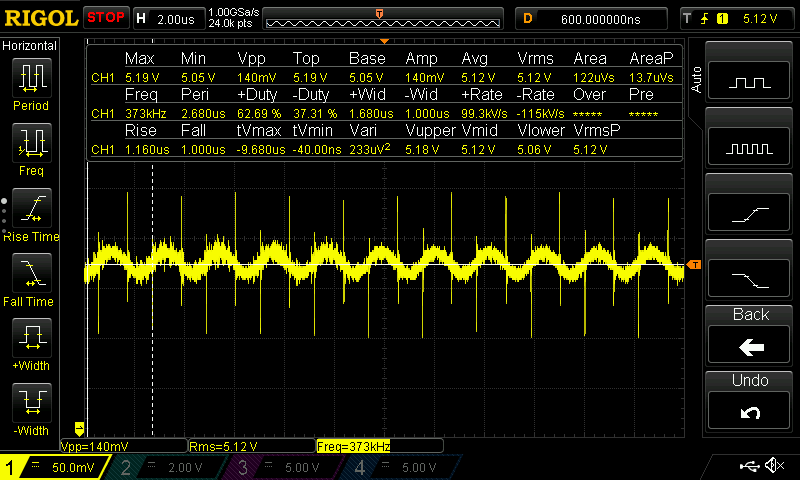 RIGOL STOP H 2.00us 1.00GSa/s 24.0k pts T D 600.000000ns T 1 5.12 V
Horizontal
Period
Freq
Rise Time
Fall Time
+Width
-Width
Max Min Vpp Top Base Amp Avg Vrms Area AreaP
CH1 5.19 V 5.05 V 140mV 5.19 V 5.05 V 140mV 5.12 V 5.12 V 122uVs 13.7uVs
Freq Peri +Duty -Duty +Wid -Wid +Rate -Rate Over Pre
CH1 373kHz 2.680us 62.69 % 37.31 % 1.680us 1.000us 99.3kV/s -115kV/s ***** *****
Rise Fall tVmax tVmin Vari Vupper Vmid Vlower VrmsP
CH1 1.160us 1.000us -9.680us -40.00ns 233uV² 5.18 V 5.12 V 5.06 V 5.12 V
T
Auto
Back
Undo
Vpp=140mV Rms=5.12 V Freq=373kHz
1 50.0mV 2 2.00 V 3 5.00 V 4 5.00 V